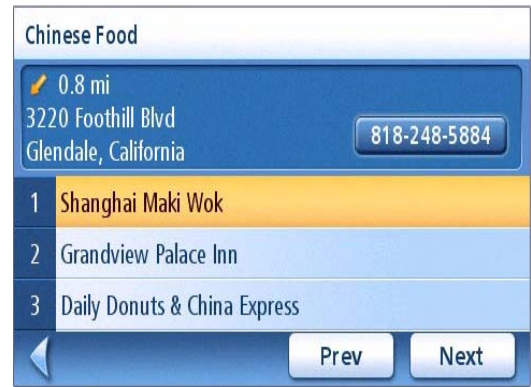 Chinese Food
0.8 mi
3220 Foothill Blvd
Glendale, California
818-248-5884
1 Shanghai Maki Wok
2 Grandview Palace Inn
3 Daily Donuts & China Express
Prev Next